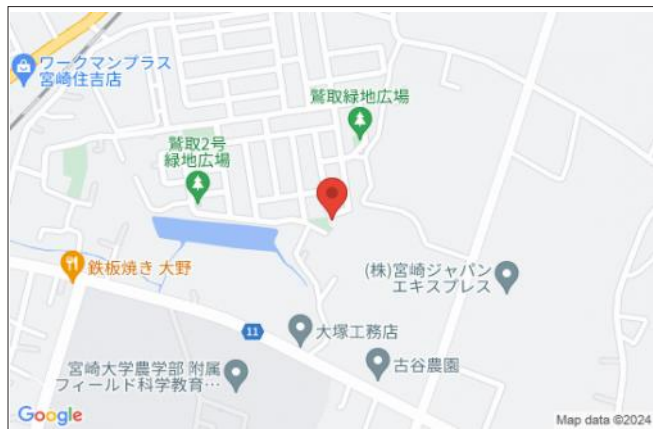 ワークマンプラス
宮崎住吉店
鷲取緑地広場
鷲取2号
緑地広場
鉄板焼き 大野
(株)宮崎ジャパン
エキスプレス
11
大塚工務店
宮崎大学農学部 附属
フィールド科学教育…
古谷農園
Google
Map data ©2024